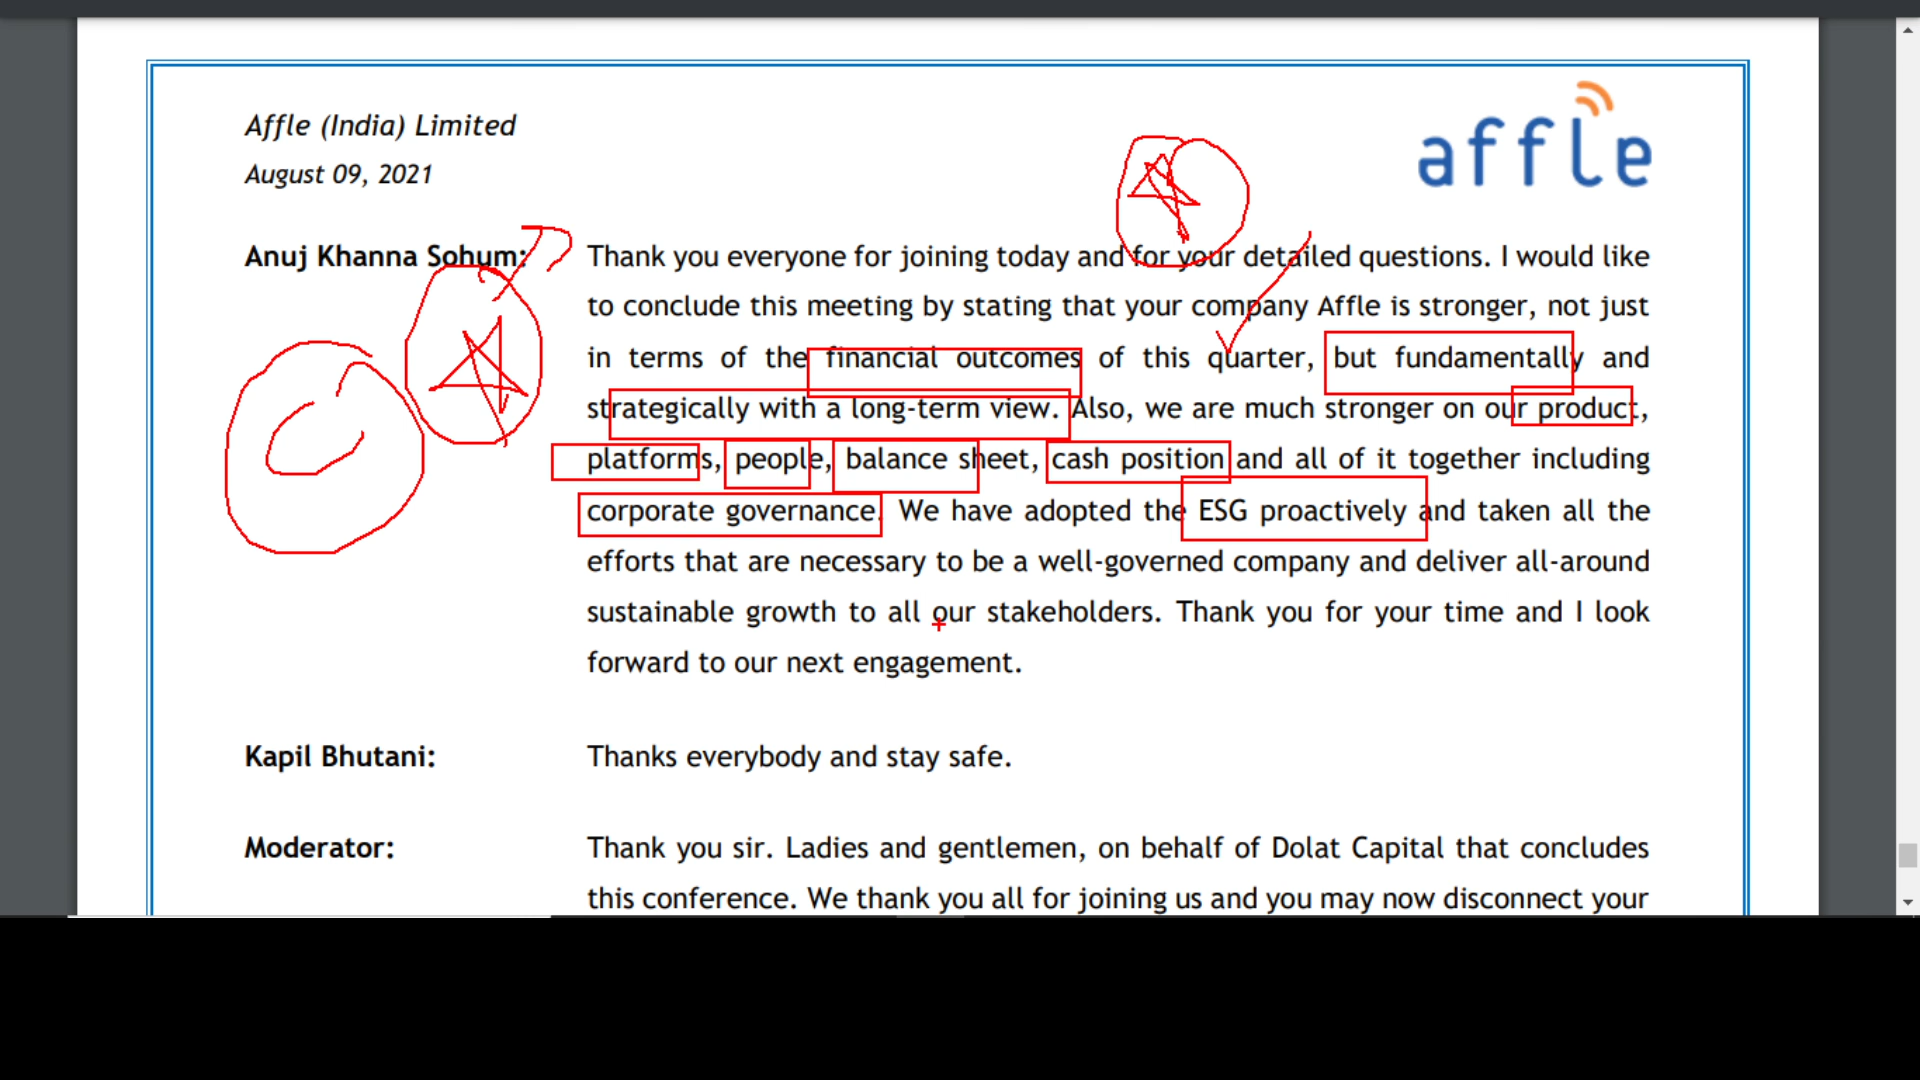 Affle (India) Limited
affle
August 09, 2021
Anuj Khanna Sohum: Thank you everyone for joining today and for your detailed questions. I would like
to conclude this meeting by stating that your company Affle is stronger, not just
in terms of the financial outcomes of this quarter, but fundamentally and
strategically with a long-term view. Also, we are much stronger on our product,
platforms, people, balance sheet, cash position and all of it together including
corporate governance. We have adopted the ESG proactively and taken all the
efforts that are necessary to be a well-governed company and deliver all-around
sustainable growth to all our stakeholders. Thank you for your time and I look
forward to our next engagement.
Kapil Bhutani: Thanks everybody and stay safe.
Moderator: Thank you sir. Ladies and gentlemen, on behalf of Dolat Capital that concludes
this conference. We thank you all for joining us and you may now disconnect your